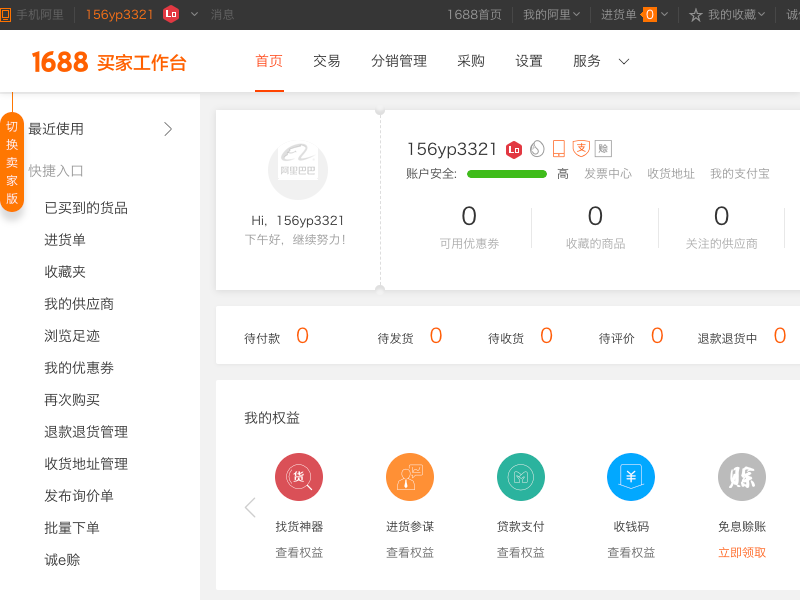 手机阿里 156yp3321 L0 消息 1688首页 我的阿里 进货单 0 我的收藏 诚
1688 买家工作台 首页 交易 分销管理 采购 设置 服务
切换卖家版
最近使用
快捷入口
已买到的货品
进货单
收藏夹
我的供应商
浏览足迹
我的优惠券
再次购买
退款退货管理
收货地址管理
发布询价单
批量下单
诚e赊
阿里巴巴
Hi, 156yp3321
下午好，继续努力！
156yp3321 L0 支 赊
账户安全: 高 发票中心 收货地址 我的支付宝
0 0 0
可用优惠券 收藏的商品 关注的供应商
待付款 0 待发货 0 待收货 0 待评价 0 退款退货中 0
我的权益
货 ¥ 赊
找货神器 进货参谋 贷款支付 收钱码 免息赊账
查看权益 查看权益 查看权益 查看权益 立即领取